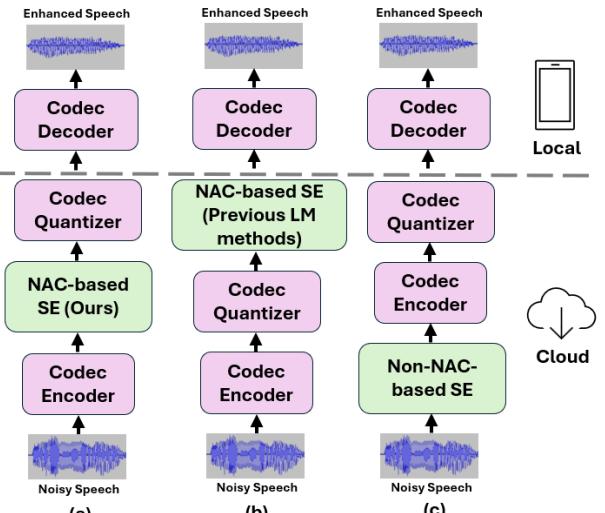 Enhanced Speech
Enhanced Speech
Enhanced Speech
Codec
Decoder
Codec
Decoder
Codec
Decoder
Local
Codec
Quantizer
NAC-based SE
(Previous LM
methods)
Codec
Quantizer
NAC-based
SE (Ours)
Codec
Quantizer
Codec
Encoder
Cloud
Codec
Encoder
Codec
Encoder
Non-NAC-
based SE
Noisy Speech
Noisy Speech
Noisy Speech
(a)
(b)
(c)